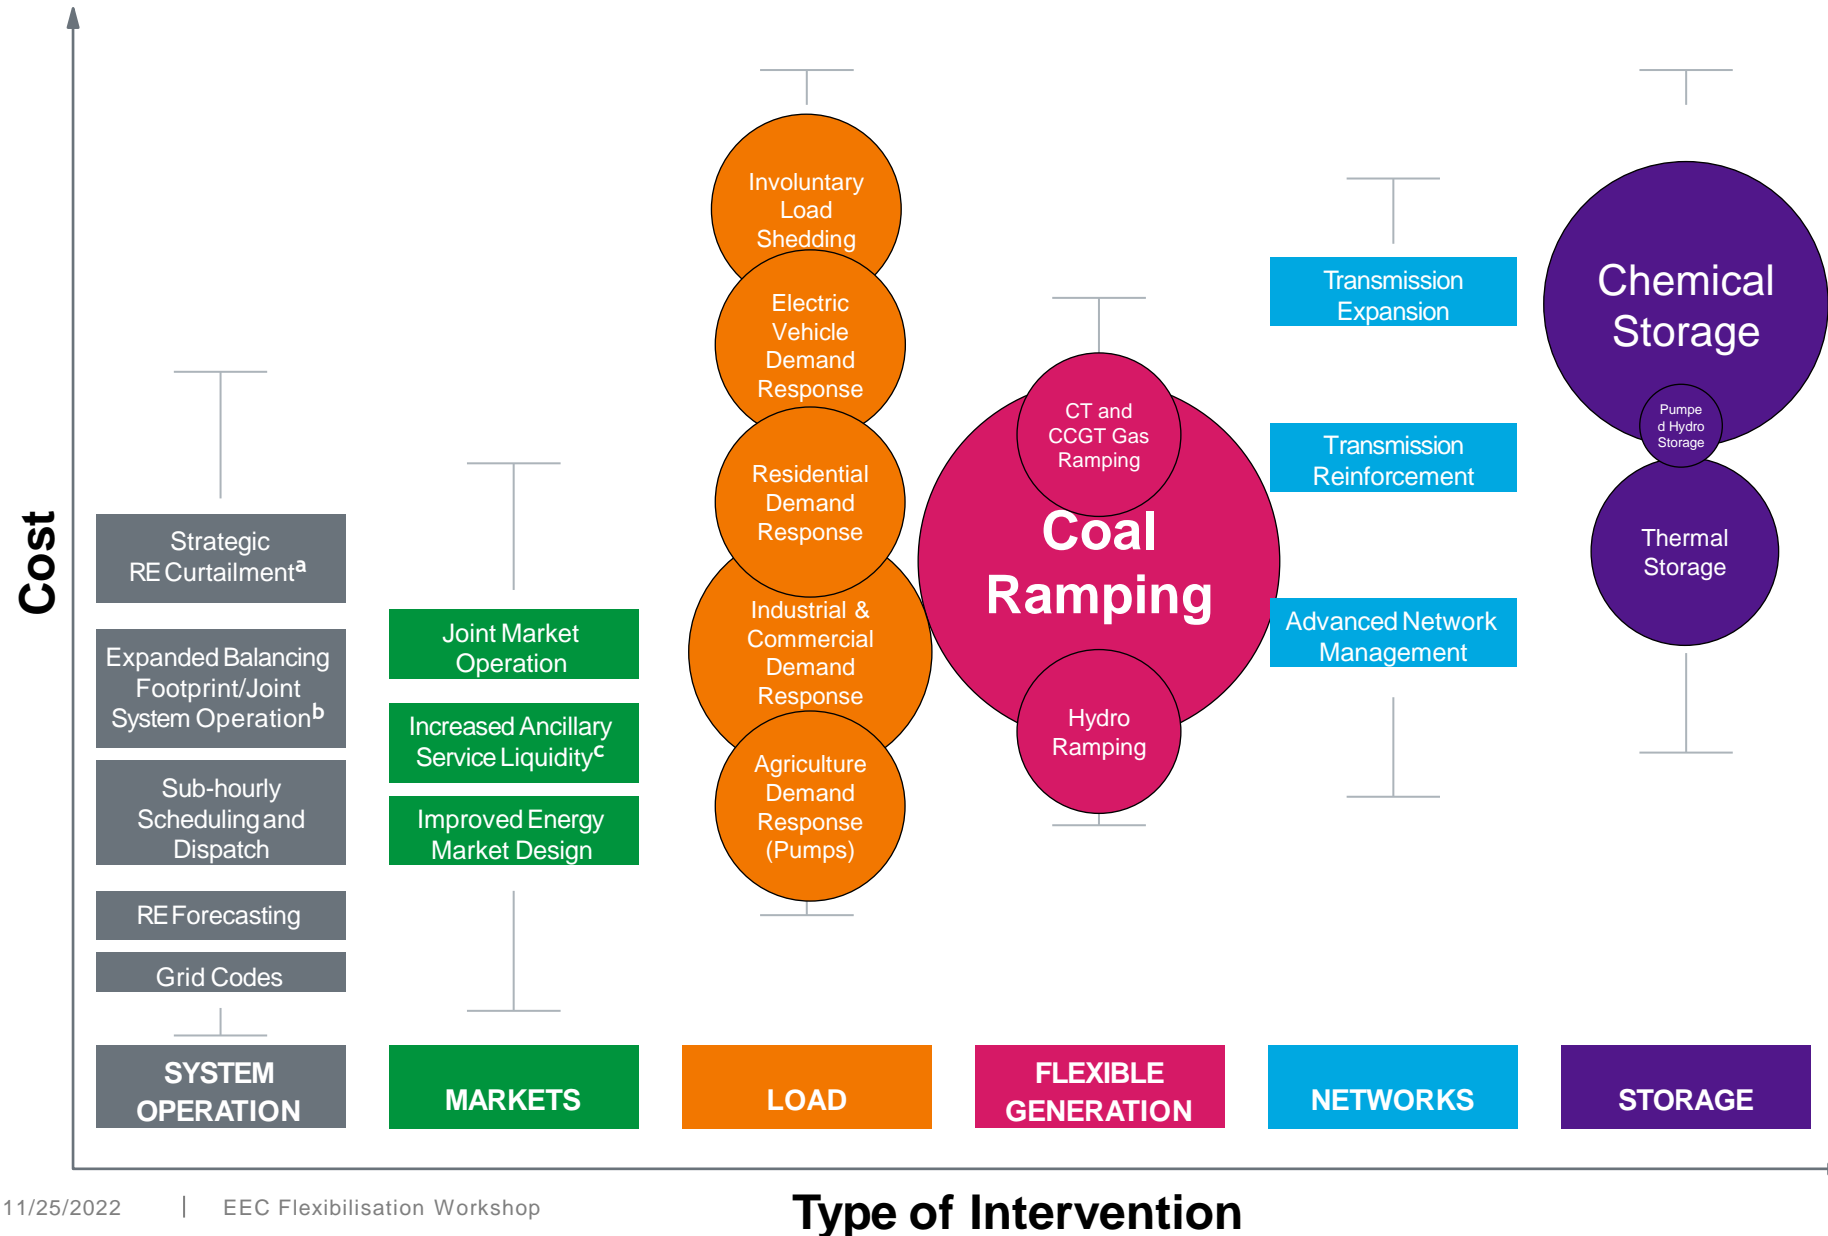 Cost
Strategic
RE Curtailmentᵃ
Expanded Balancing
Footprint/Joint
System Operationᵇ
Sub-hourly
Scheduling and
Dispatch
RE Forecasting
Grid Codes
SYSTEM
OPERATION
Joint Market
Operation
Increased Ancillary
Service Liquidityᶜ
Improved Energy
Market Design
MARKETS
Involuntary
Load
Shedding
Electric
Vehicle
Demand
Response
Residential
Demand
Response
Industrial &
Commercial
Demand
Response
Agriculture
Demand
Response
(Pumps)
LOAD
CT and
CCGT Gas
Ramping
Coal
Ramping
Hydro
Ramping
FLEXIBLE
GENERATION
Transmission
Expansion
Transmission
Reinforcement
Advanced Network
Management
NETWORKS
Chemical
Storage
Pumpe
d Hydro
Storage
Thermal
Storage
STORAGE
11/25/2022 | EEC Flexibilisation Workshop
Type of Intervention